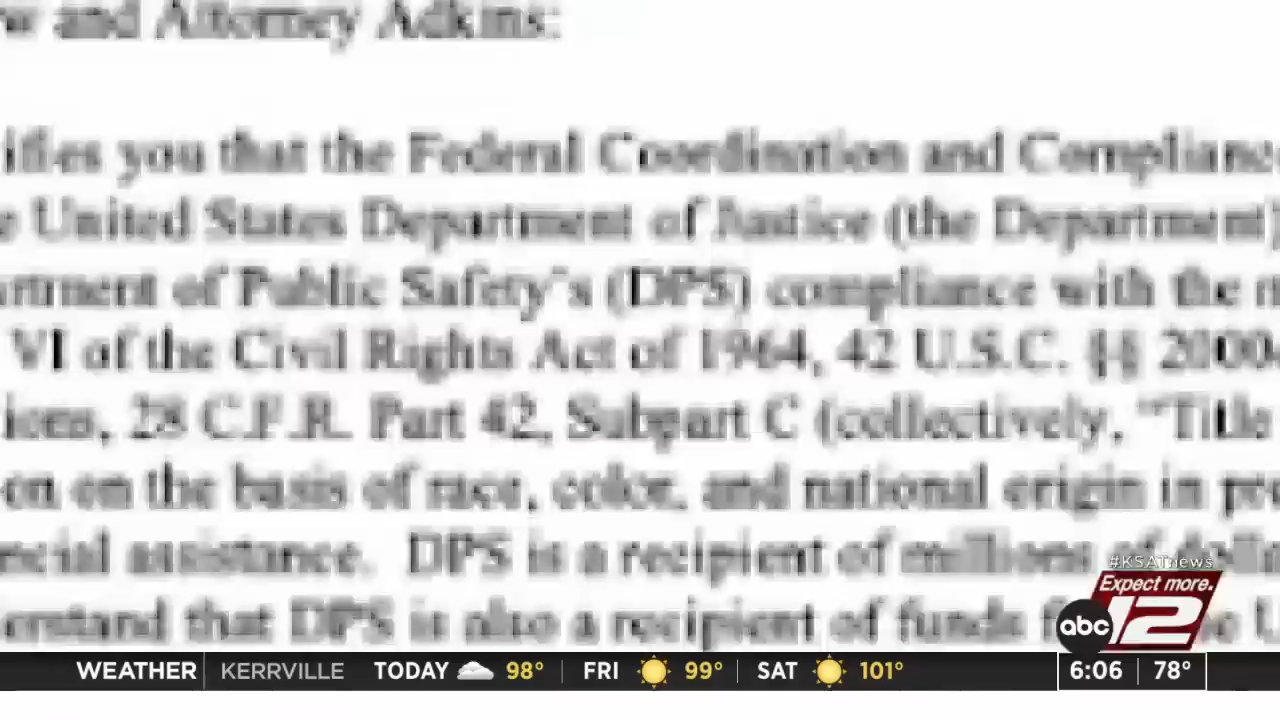 w and Attorney Adkins:
ifies you that the Federal Coordination and Compliance
e United States Department of Justice (the Department)
artment of Public Safety's (DPS) compliance with the
VI of the Civil Rights Act of 1964, 42 U.S.C. §§ 2000
ices, 28 C.F.R. Part 42, Subpart C (collectively, "Title
on on the basis of race, color, and national origin in
ncial assistance. DPS is a recipient of millions of
erstand that DPS is also a recipient of funds
#KSATnews
Expect more.
abc 12
WEATHER KERRVILLE TODAY 98° FRI 99° SAT 101° 6:06 78°